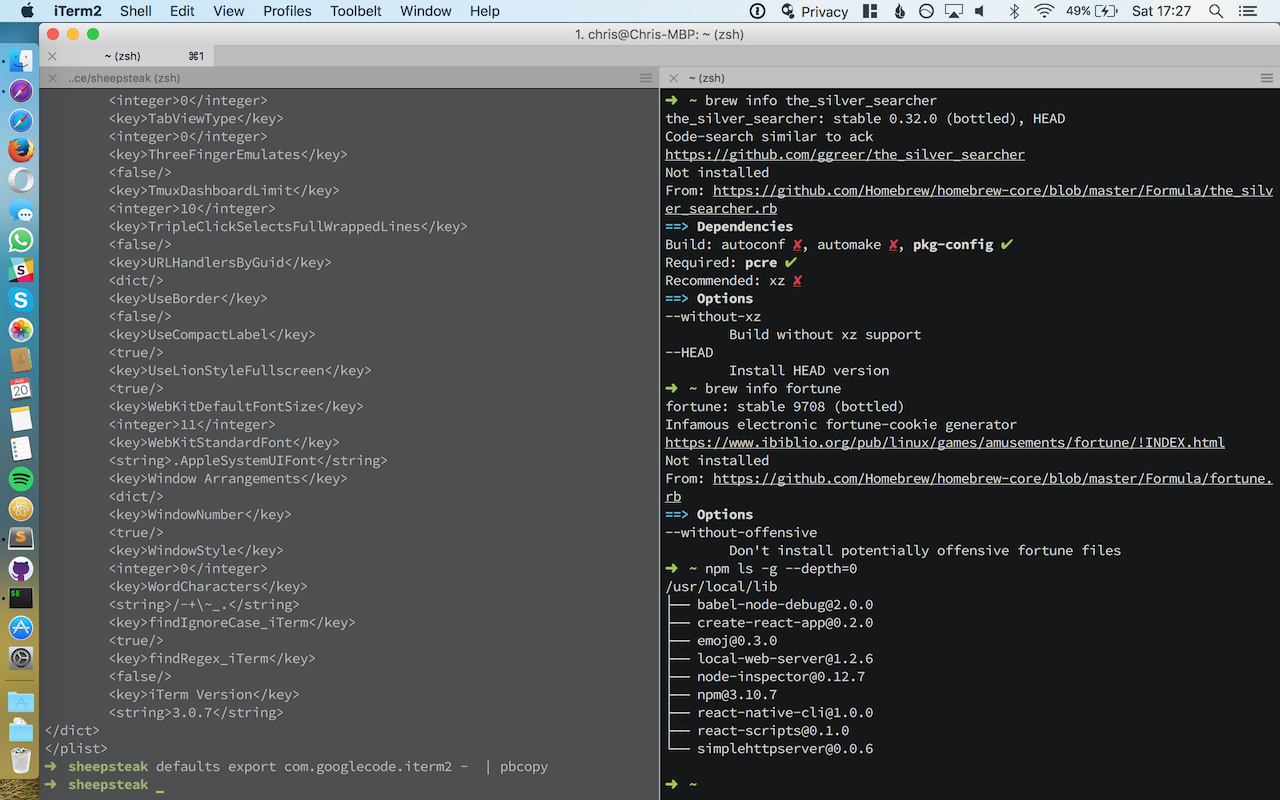 iTerm2 Shell Edit View Profiles Toolbelt Window Help Privacy 49% Sat 17:27
1. chris@Chris-MBP: ~ (zsh)
~ (zsh) ⌘1
..ce/sheepsteak (zsh)
<integer>0</integer>
<key>TabViewType</key>
<integer>0</integer>
<key>ThreeFingerEmulates</key>
<false/>
<key>TmuxDashboardLimit</key>
<integer>10</integer>
<key>TripleClickSelectsFullWrappedLines</key>
<false/>
<key>URLHandlersByGuid</key>
<dict/>
<key>UseBorder</key>
<false/>
<key>UseCompactLabel</key>
<true/>
<key>UseLionStyleFullscreen</key>
<true/>
<key>WebKitDefaultFontSize</key>
<integer>11</integer>
<key>WebKitStandardFont</key>
<string>.AppleSystemUIFont</string>
<key>Window Arrangements</key>
<dict/>
<key>WindowNumber</key>
<true/>
<key>WindowStyle</key>
<integer>0</integer>
<key>WordCharacters</key>
<string>/-+\~_.</string>
<key>findIgnoreCase_iTerm</key>
<true/>
<key>findRegex_iTerm</key>
<false/>
<key>iTerm Version</key>
<string>3.0.7</string>
</dict>
</plist>
➜ sheepsteak defaults export com.googlecode.iterm2 - | pbcopy
➜ sheepsteak _
~ (zsh)
➜ ~ brew info the_silver_searcher
the_silver_searcher: stable 0.32.0 (bottled), HEAD
Code-search similar to ack
https://github.com/ggreer/the_silver_searcher
Not installed
From: https://github.com/Homebrew/homebrew-core/blob/master/Formula/the_silv
er_searcher.rb
==> Dependencies
Build: autoconf ✘, automake ✘, pkg-config ✔
Required: pcre ✔
Recommended: xz ✘
==> Options
--without-xz
Build without xz support
--HEAD
Install HEAD version
➜ ~ brew info fortune
fortune: stable 9708 (bottled)
Infamous electronic fortune-cookie generator
https://www.ibiblio.org/pub/linux/games/amusements/fortune/!INDEX.html
Not installed
From: https://github.com/Homebrew/homebrew-core/blob/master/Formula/fortune.
rb
==> Options
--without-offensive
Don't install potentially offensive fortune files
➜ ~ npm ls -g --depth=0
/usr/local/lib
├── babel-node-debug@2.0.0
├── create-react-app@0.2.0
├── emoj@0.3.0
├── local-web-server@1.2.6
├── node-inspector@0.12.7
├── npm@3.10.7
├── react-native-cli@1.0.0
├── react-scripts@0.1.0
└── simplehttpserver@0.0.6
➜ ~
AUG
20